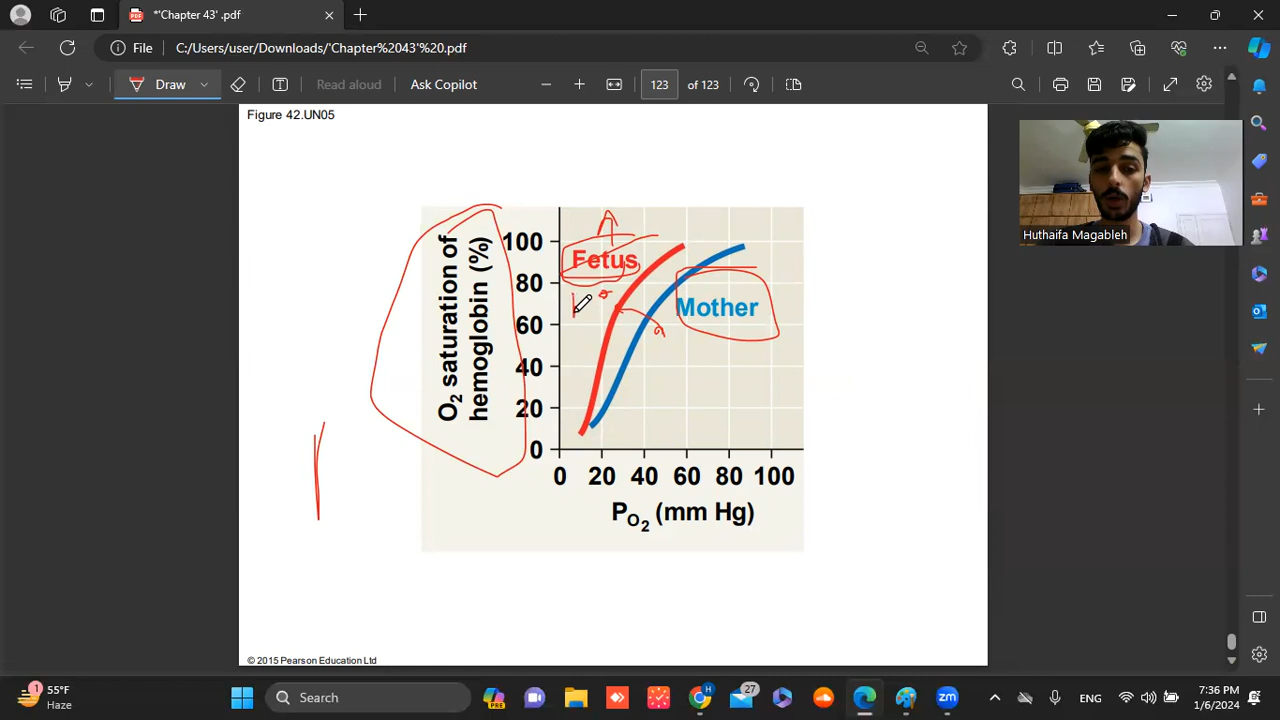 'Chapter 43' .pdf
File
C:/Users/user/Downloads/'Chapter%2043'%20.pdf
Draw
Read aloud
Ask Copilot
123
of 123
Figure 42.UN05
Huthaifa Magableh
O2 saturation of
hemoglobin (%)
100
80
60
40
20
0
Fetus
Mother
0 20 40 60 80 100
PO2 (mm Hg)
© 2015 Pearson Education Ltd
1
55°F
Haze
Search
PRE
27
ENG
7:36 PM
1/6/2024